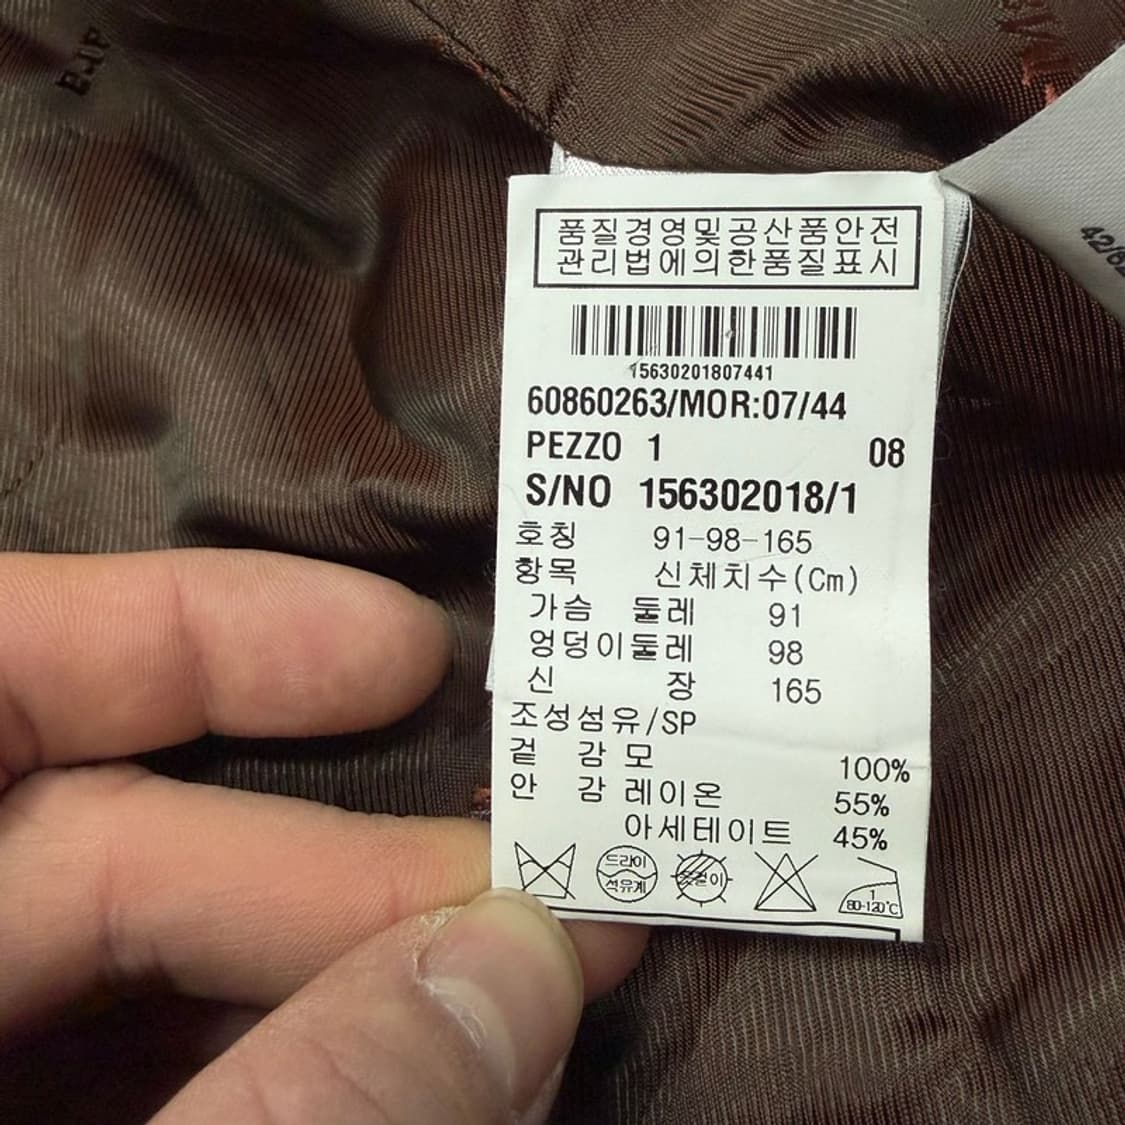 품질경영및공산품안전
관리법에의한품질표시
15630201807441
60860263/MOR:07/44
PEZZO 1 08
S/NO 156302018/1
호칭 91-98-165
항목 신체치수(Cm)
가슴 둘레 91
엉덩이둘레 98
신 장 165
조성섬유/SP
겉 감 모 100%
안 감 레이온 55%
아세테이트 45%
드라이
석유계
옷걸이
1
80-120°C